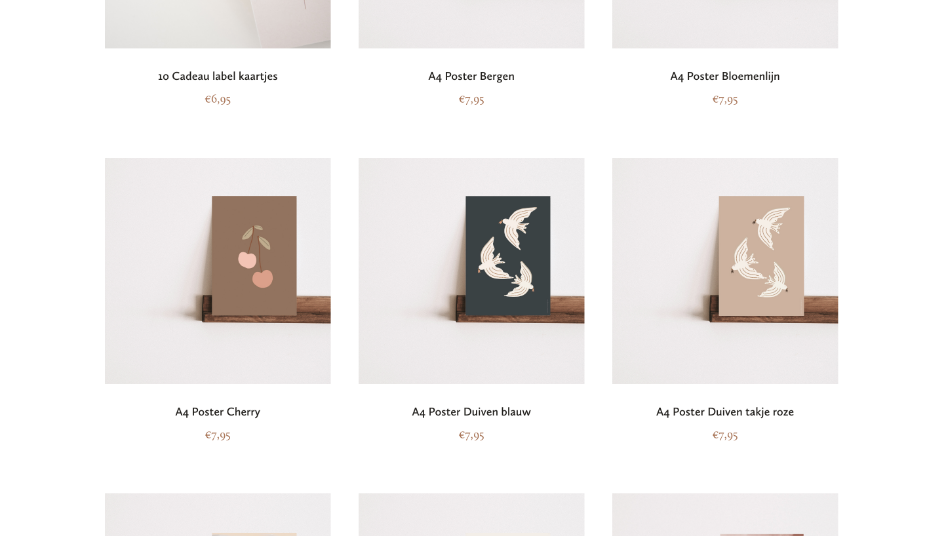 10 Cadeau label kaartjes
€6,95
A4 Poster Bergen
€7,95
A4 Poster Bloemenlijn
€7,95
A4 Poster Cherry
€7,95
A4 Poster Duiven blauw
€7,95
A4 Poster Duiven takje roze
€7,95